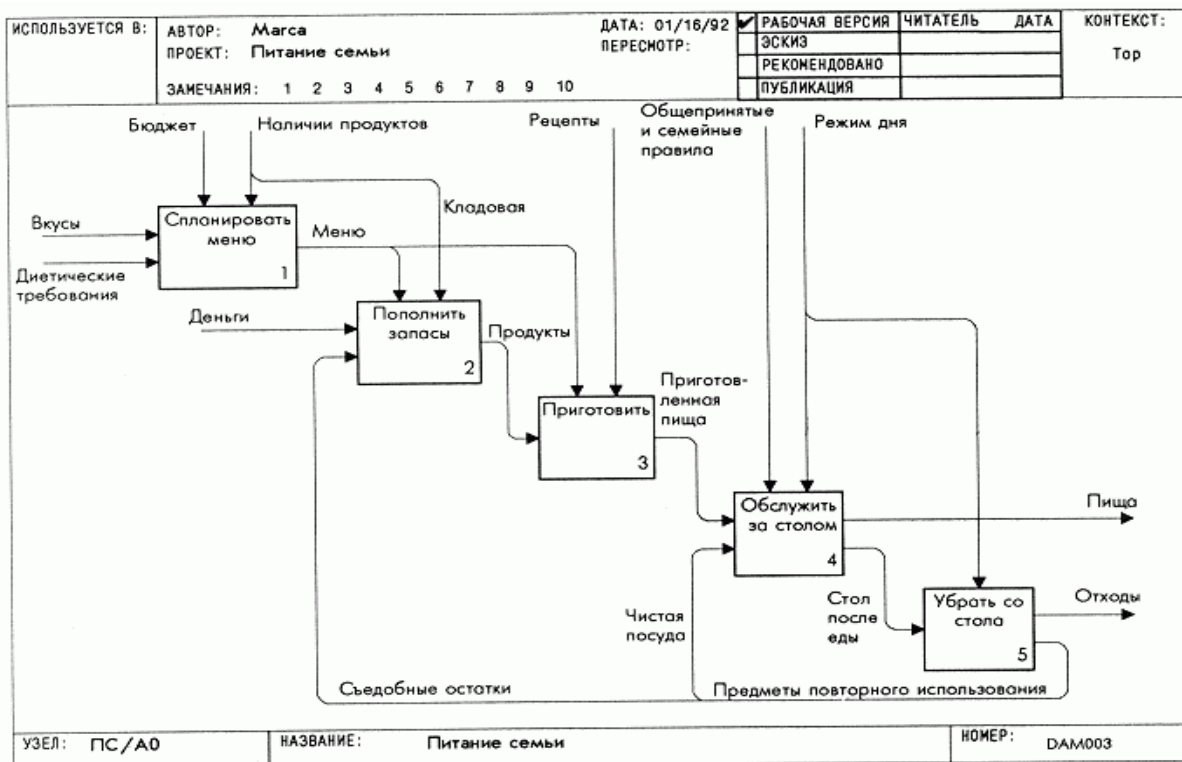 ИСПОЛЬЗУЕТСЯ В:
АВТОР: Marca
ДАТА: 01/16/92
ПРОЕКТ: Питание семьи
ПЕРЕСМОТР:
ЗАМЕЧАНИЯ: 1 2 3 4 5 6 7 8 9 10
✔ РАБОЧАЯ ВЕРСИЯ
ЭСКИЗ
РЕКОМЕНДОВАНО
ПУБЛИКАЦИЯ
ЧИТАТЕЛЬ ДАТА
КОНТЕКСТ:
Top
Бюджет
Наличии продуктов
Рецепты
Общепринятые
и семейные
правила
Режим дня
Вкусы
Диетические
требования
Спланировать
меню
1
Меню
Кладовая
Деньги
Пополнить
запасы
2
Продукты
Приготовить
3
Приготов-
ленная
пища
Обслужить
за столом
4
Пища
Чистая
посуда
Стол
после
еды
Убрать со
стола
5
Отходы
Съедобные остатки
Предметы повторного использования
УЗЕЛ: ПС/А0
НАЗВАНИЕ: Питание семьи
НОМЕР: DAM003